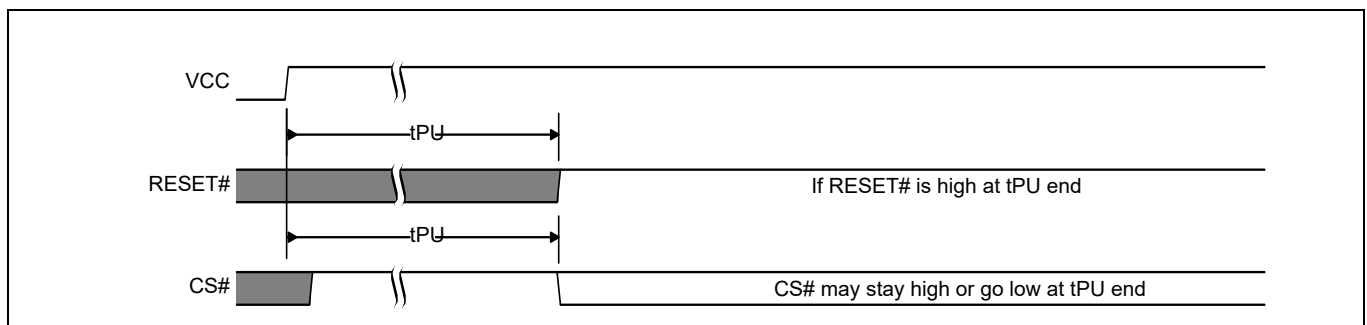 VCC
tPU
RESET#
If RESET# is high at tPU end
tPU
CS#
CS# may stay high or go low at tPU end